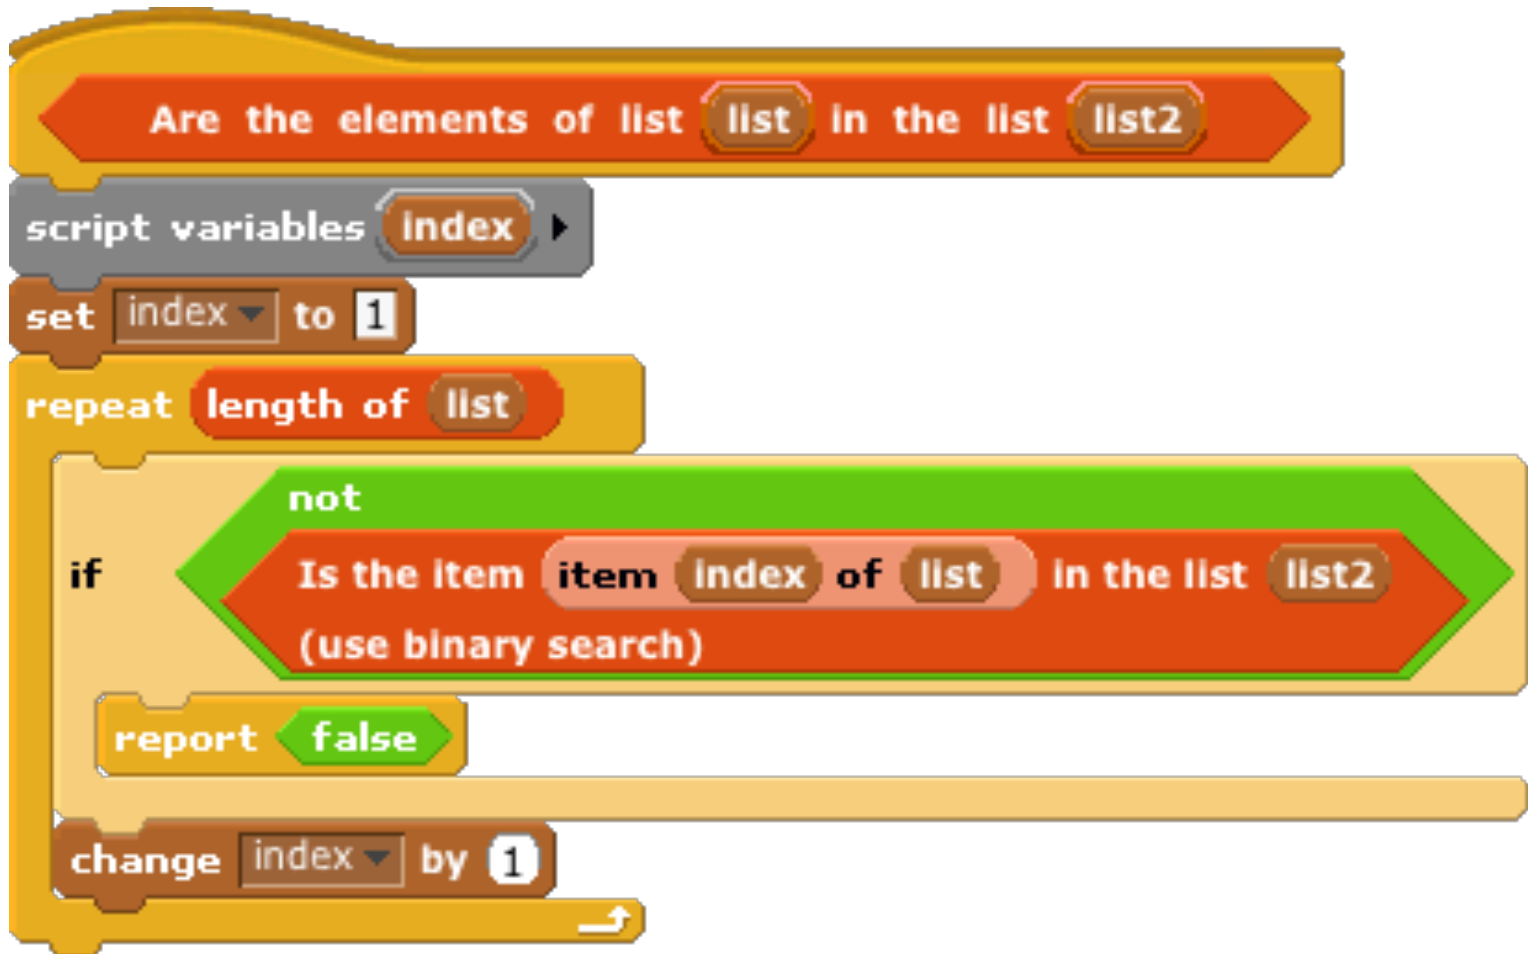 Are the elements of list list in the list list2
script variables index
set index to 1
repeat length of list
not
if Is the item item index of list in the list list2
(use binary search)
report false
change index by 1